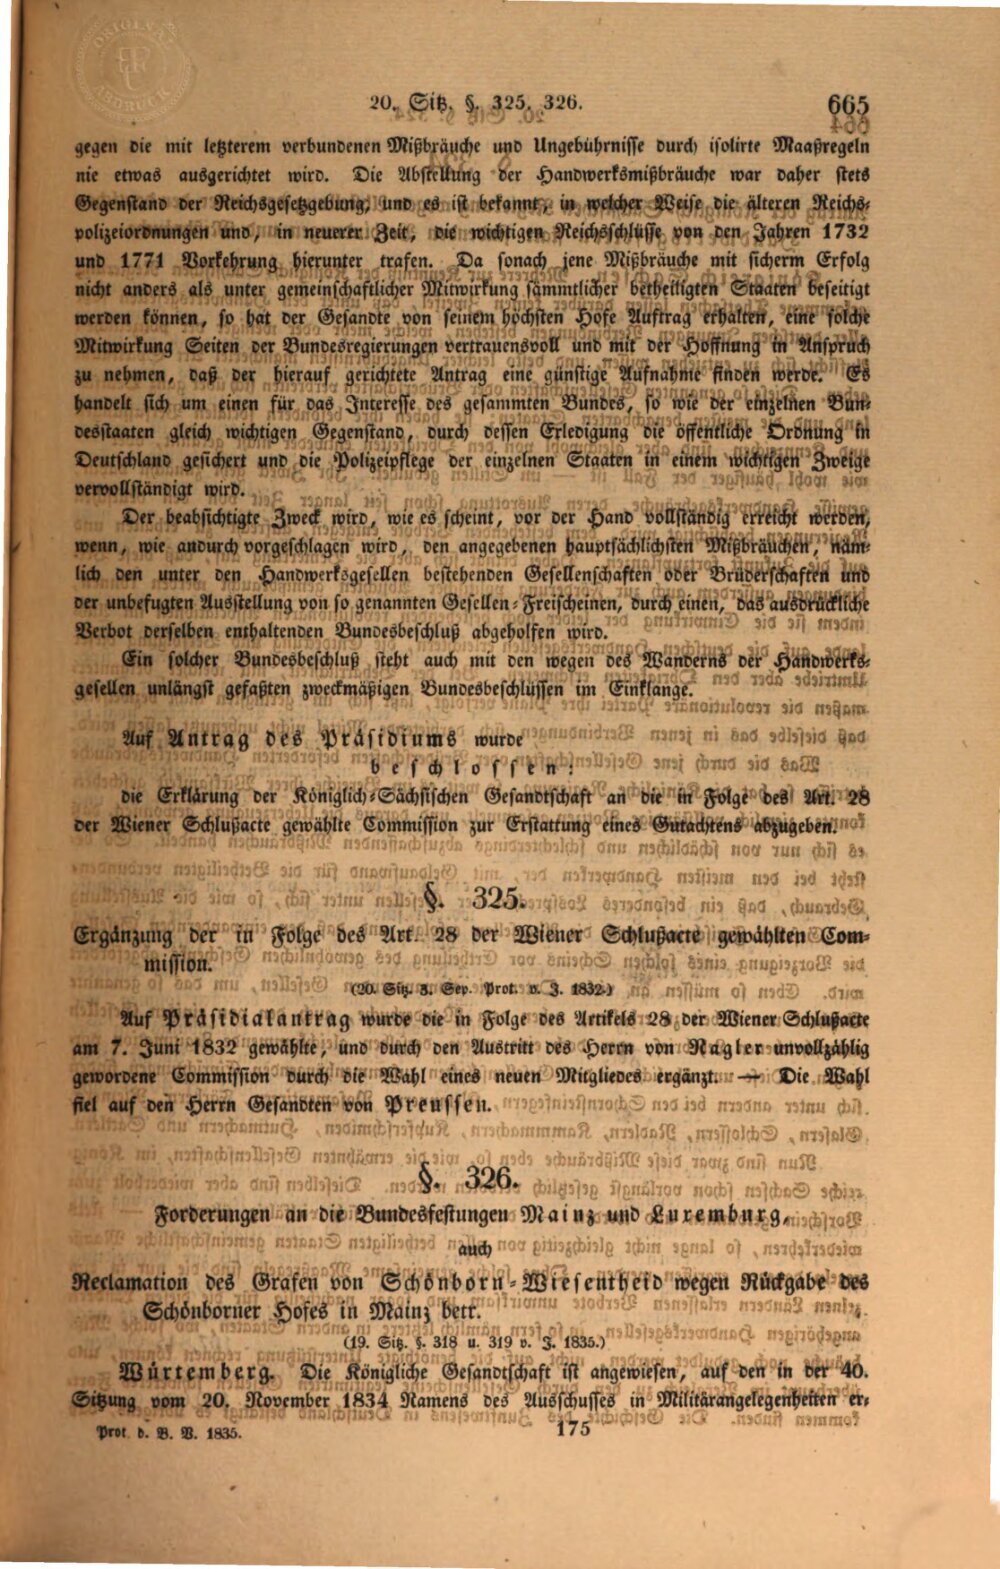 ORIGINAL
ABDRUCK
20. Sitz. §. 325. 326.
665
gegen die mit letzterem verbundenen Mißbräuche und Ungebührnisse durch isolirte Maaßregeln
nie etwas ausgerichtet wird. Die Abstellung der Handwerksmißbräuche war daher stets
Gegenstand der Reichsgesetzgebung, und es ist bekannt, in welcher Weise die älteren Reichs-
polizeiordnungen und, in neuerer Zeit, die wichtigen Reichsschlüsse von den Jahren 1732
und 1771 Vorkehrung hierunter trafen. Da sonach jene Mißbräuche mit sicherm Erfolg
nicht anders als unter gemeinschaftlicher Mitwirkung sämmtlicher betheiligten Staaten beseitigt
werden können, so hat der Gesandte von seinem höchsten Hofe Auftrag erhalten, eine solche
Mitwirkung Seiten der Bundesregierungen vertrauensvoll und mit der Hoffnung in Anspruch
zu nehmen, daß der hierauf gerichtete Antrag eine günstige Aufnahme finden werde. Es
handelt sich um einen für das Interesse des gesammten Bundes, so wie der einzelnen Bun-
desstaaten gleich wichtigen Gegenstand, durch dessen Erledigung die öffentliche Ordnung in
Deutschland gesichert und die Polizeipflege der einzelnen Staaten in einem wichtigen Zweige
vervollständigt wird.
Der beabsichtigte Zweck wird, wie es scheint, vor der Hand vollständig erreicht werden,
wenn, wie andurch vorgeschlagen wird, den angegebenen hauptsächlichsten Mißbräuchen, näm-
lich den unter den Handwerksgesellen bestehenden Gesellenschaften oder Brüderschaften und
der unbefugten Ausstellung von so genannten Gesellen-Freischeinen, durch einen, das ausdrückliche
Verbot derselben enthaltenden Bundesbeschluß abgeholfen wird.
Ein solcher Bundesbeschluß steht auch mit den wegen des Wanderns der Handwerks-
gesellen unlängst gefaßten zweckmäßigen Bundesbeschlüssen im Einklange.
Auf Antrag des Präsidiums wurde
beschlossen:
die Erklärung der Königlich-Sächsischen Gesandtschaft an die in Folge des Art. 28
der Wiener Schlußacte gewählte Commission zur Erstattung eines Gutachtens abzugeben.
§. 325.
Ergänzung der in Folge des Art. 28 der Wiener Schlußacte gewählten Com-
mission.
(20. Sitz. 3. Sep. Prot. v. J. 1832.)
Auf Präsidialantrag wurde die in Folge des Artikels 28 der Wiener Schlußacte
am 7. Juni 1832 gewählte, und durch den Austritt des Herrn von Nagler unvollzählig
gewordene Commission durch die Wahl eines neuen Mitgliedes ergänzt. — Die Wahl
fiel auf den Herrn Gesandten von Preussen.
§. 326.
Forderungen an die Bundesfestungen Mainz und Luxemburg,
auch
Reclamation des Grafen von Schönborn-Wiesentheid wegen Rückgabe des
Schönborner Hofes in Mainz betr.
(19. Sitz. §. 318 u. 319 v. J. 1835.)
Würtemberg. Die Königliche Gesandtschaft ist angewiesen, auf den in der 40.
Sitzung vom 20. November 1834 Namens des Ausschusses in Militärangelegenheiten er-
Prot. d. B. V. 1835.
175